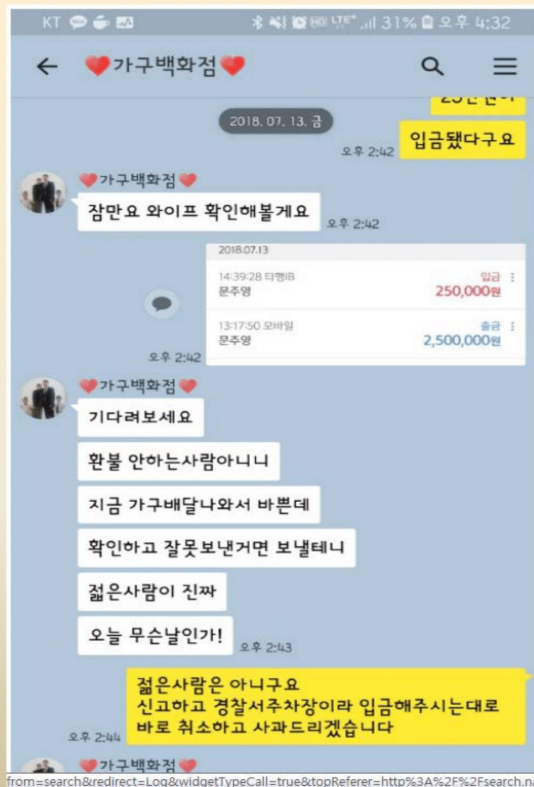 KT
LTE+ 31% 오후 4:32
♥가구백화점♥
2018. 07. 13. 금
입금됐다구요
오후 2:42
♥가구백화점♥
잠만요 와이프 확인해볼게요
오후 2:42
2018.07.13
14:39:28 타행IB 입금
문주영 250,000원
13:17:50 모바일 출금
문주영 2,500,000원
오후 2:42
♥가구백화점♥
기다려보세요
환불 안하는사람아니니
지금 가구배달나와서 바쁜데
확인하고 잘못보낸거면 보낼테니
젊은사람이 진짜
오늘 무슨날인가!
오후 2:43
젊은사람은 아니구요
신고하고 경찰서주차장이라 입금해주시는대로
바로 취소하고 사과드리겠습니다
오후 2:44
♥가구백화점♥
from=search&redirect=Log&widgetTypeCall=true&topReferer=http%3A%2F%2Fsearch.na